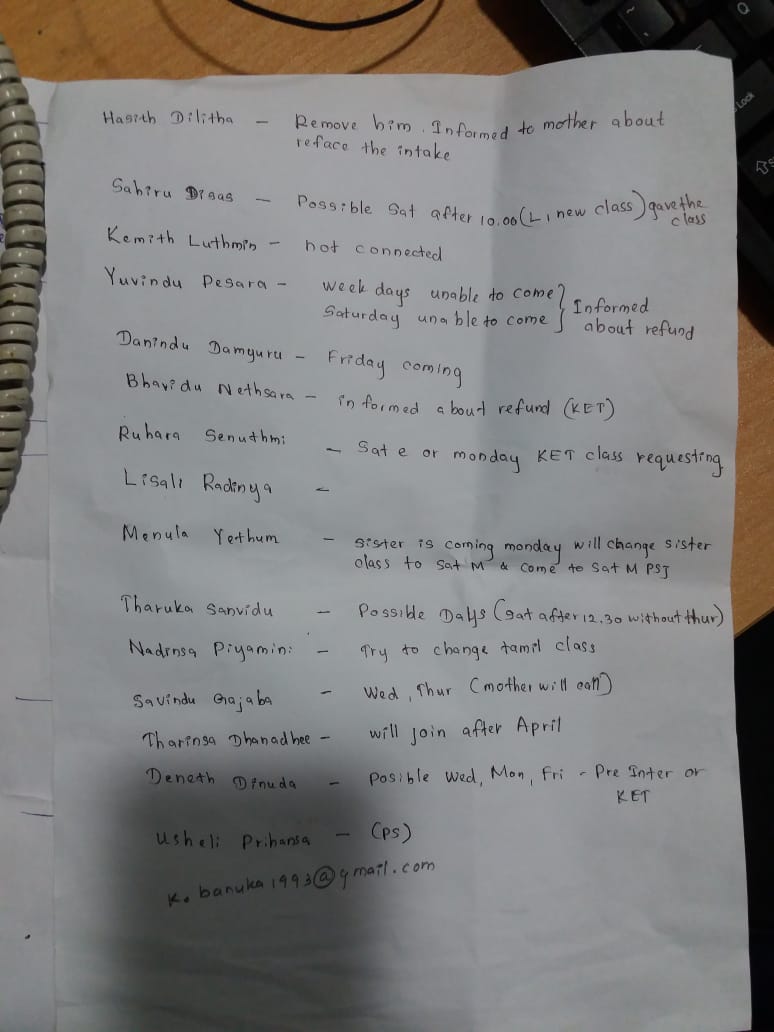 Hasith Dilitha - Remove him. Informed to mother about
reface the intake
Sahiru Disas - Possible Sat after 10.00 (L1 new class) gave the
class
Kemith Luthmin - not connected
Yuvindu Pesara - week days unable to come } Informed
Saturday unable to come } about refund
Danindu Damyuru - Friday coming
Bhavidu Nethsara - informed about refund (KET)
Ruhara Senuthmi - Sat e or monday KET class requesting
Lisali Radinya -
Menula Yethum - sister is coming monday will change sister
class to Sat M & come to Sat M PSJ
Tharuka Sanvidu - Possible Days (Sat after 12.30 without thur)
Nadinsa Piyamini - Try to change tamil class
Savindu Gajaba - Wed, Thur (mother will call)
Tharinsa Dhanadhee - will join after April
Deneth Dinuda - Posible Wed, Mon, Fri - Pre Inter or
KET
Usheli Prihansa - (PS)
K.banuka1993@gmail.com
Lock
Q